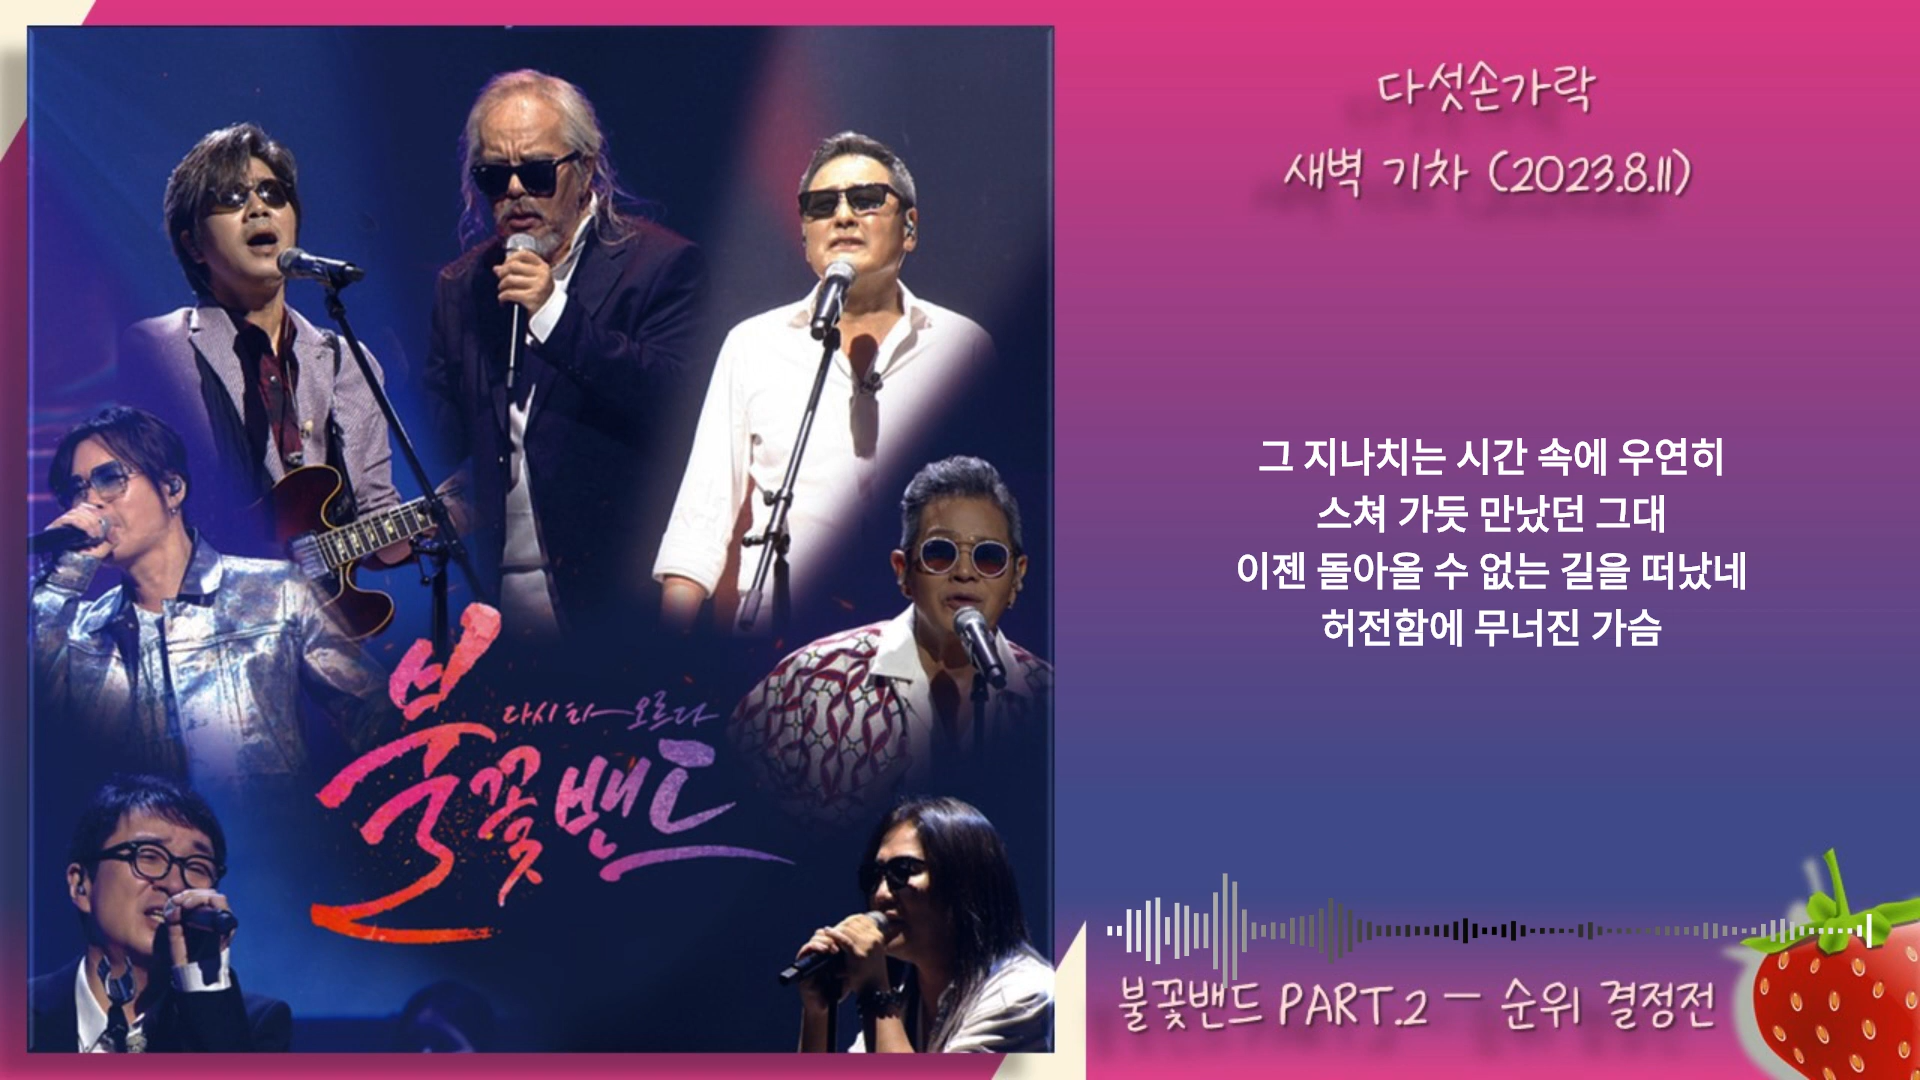 다섯손가락
새벽 기차 (2023.8.11)
다시 타오르다
불꽃밴드
그 지나치는 시간 속에 우연히
스쳐 가듯 만났던 그대
이젠 돌아올 수 없는 길을 떠났네
허전함에 무너진 가슴
불꽃밴드 PART.2 - 순위 결정전